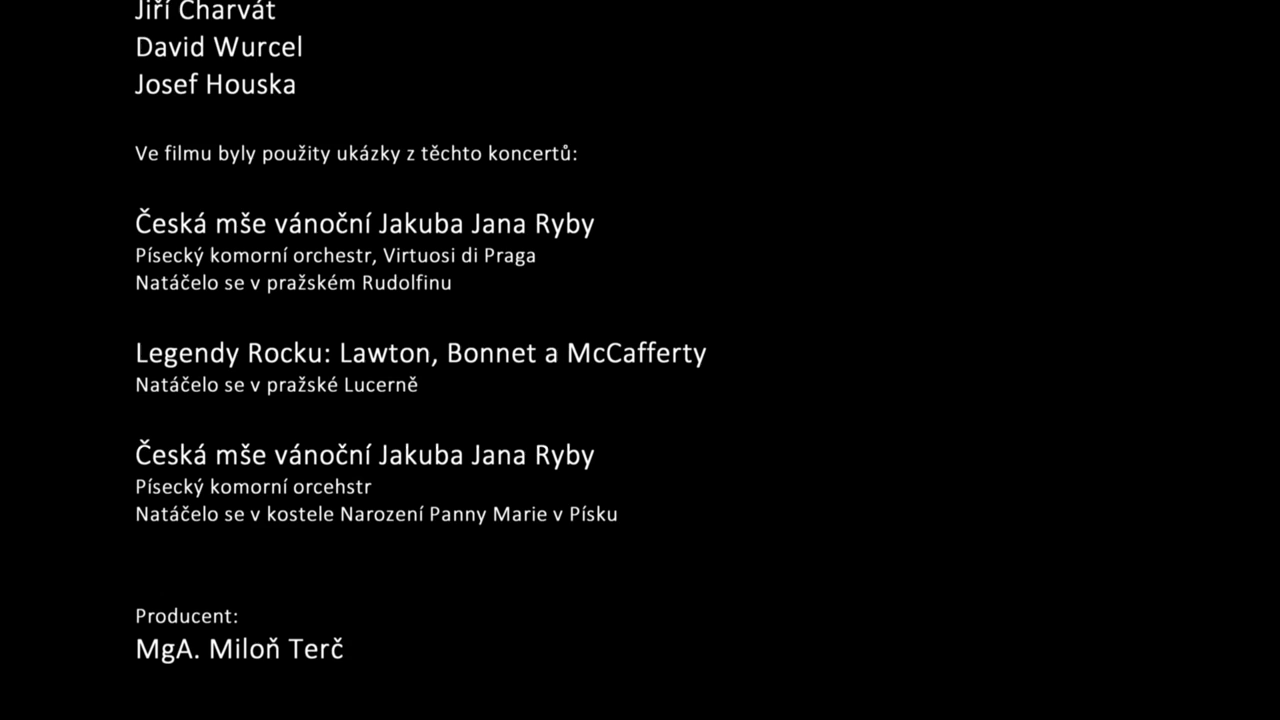 Jiří Charvát
David Wurcel
Josef Houska
Ve filmu byly použity ukázky z těchto koncertů:
Česká mše vánoční Jakuba Jana Ryby
Písecký komorní orchestr, Virtuosi di Praga
Natáčelo se v pražském Rudolfinu
Legendy Rocku: Lawton, Bonnet a McCafferty
Natáčelo se v pražské Lucerně
Česká mše vánoční Jakuba Jana Ryby
Písecký komorní orcehstr
Natáčelo se v kostele Narození Panny Marie v Písku
Producent:
MgA. Miloň Terč